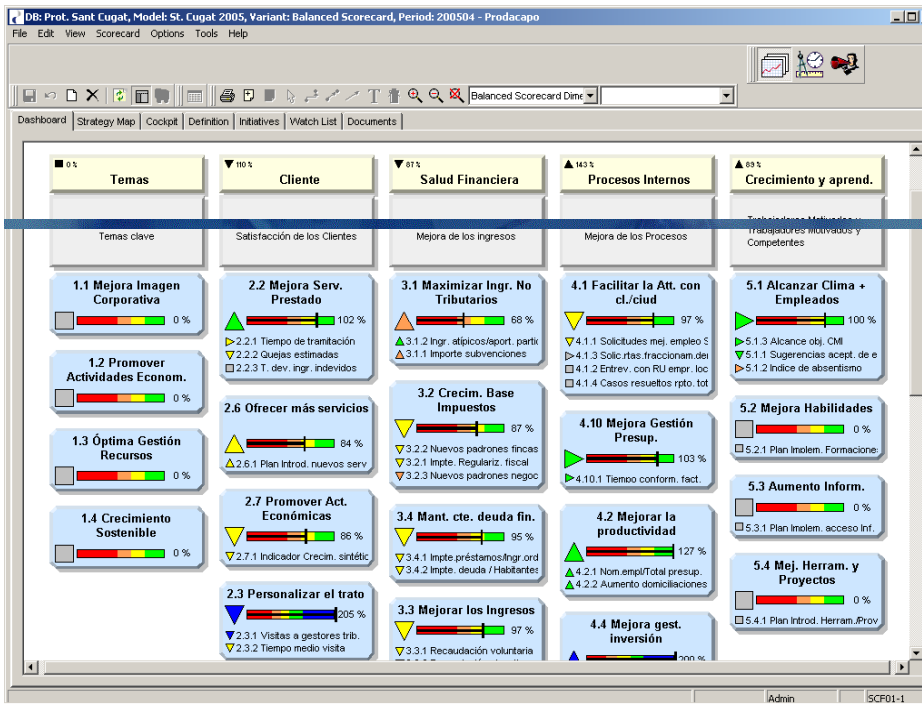 DB: Prot. Sant Cugat, Model: St. Cugat 2005, Variant: Balanced Scorecard, Period: 200504 - Prodacapo
File Edit View Scorecard Options Tools Help
Balanced Scorecard Dime
Dashboard Strategy Map Cockpit Definition Initiatives Watch List Documents
0 %
Temas
Temas clave
1.1 Mejora Imagen
Corporativa
0 %
1.2 Promover
Actividades Econom.
0 %
1.3 Óptima Gestión
Recursos
0 %
1.4 Crecimiento
Sostenible
0 %
110 %
Cliente
Satisfacción de los Clientes
2.2 Mejora Serv.
Prestado
102 %
2.2.1 Tiempo de tramitación
2.2.2 Quejas estimadas
2.2.3 T. dev. ingr. indevidos
2.6 Ofrecer más servicios
84 %
2.6.1 Plan Introd. nuevos serv
2.7 Promover Act.
Económicas
86 %
2.7.1 Indicador Crecim. sintétic
2.3 Personalizar el trato
205 %
2.3.1 Visitas a gestores trib.
2.3.2 Tiempo medio visita
87 %
Salud Financiera
Mejora de los ingresos
3.1 Maximizar Ingr. No
Tributarios
68 %
3.1.2 Ingr. atípicos/aport. partic
3.1.1 Importe subvenciones
3.2 Crecim. Base
Impuestos
87 %
3.2.2 Nuevos padrones fincas
3.2.1 Impte. Regulariz. fiscal
3.2.3 Nuevos padrones negoc
3.4 Mant. cte. deuda fin.
95 %
3.4.1 Impte.préstamos/Ingr.ord
3.4.2 Impte. deuda / Habitantes
3.3 Mejorar los Ingresos
97 %
3.3.1 Recaudación voluntaria
143 %
Procesos Internos
Mejora de los Procesos
4.1 Facilitar la Att. con
cl./ciud
97 %
4.1.1 Solicitudes mej. empleo S
4.1.3 Solic.rtas.fraccionam.der
4.1.2 Entrev. con RU empr. loc
4.1.4 Casos resueltos rpto. tot
4.10 Mejora Gestión
Presup.
103 %
4.10.1 Tiempo conform. fact.
4.2 Mejorar la
productividad
127 %
4.2.1 Nom.empl/Total presup.
4.2.2 Aumento domiciliaciones
4.4 Mejora gest.
inversión
200 %
89 %
Crecimiento y aprend.
Trabajadores Motivados y
Trabajadores Motivados y
Competentes
5.1 Alcanzar Clima +
Empleados
100 %
5.1.3 Alcance obj. CMI
5.1.1 Sugerencias acept. de e
5.1.2 Indice de absentismo
5.2 Mejora Habilidades
0 %
5.2.1 Plan Implem. Formacione
5.3 Aumento Inform.
0 %
5.3.1 Plan Implem. acceso Inf.
5.4 Mej. Herram. y
Proyectos
0 %
5.4.1 Plan Introd. Herram./Prov
Admin SCF01-1